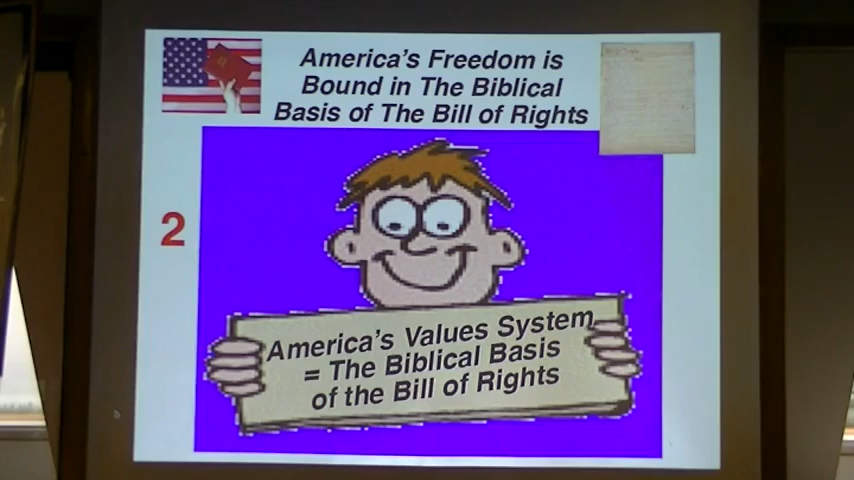 America's Freedom is
Bound in The Biblical
Basis of The Bill of Rights
2
America's Values System
= The Biblical Basis
of the Bill of Rights